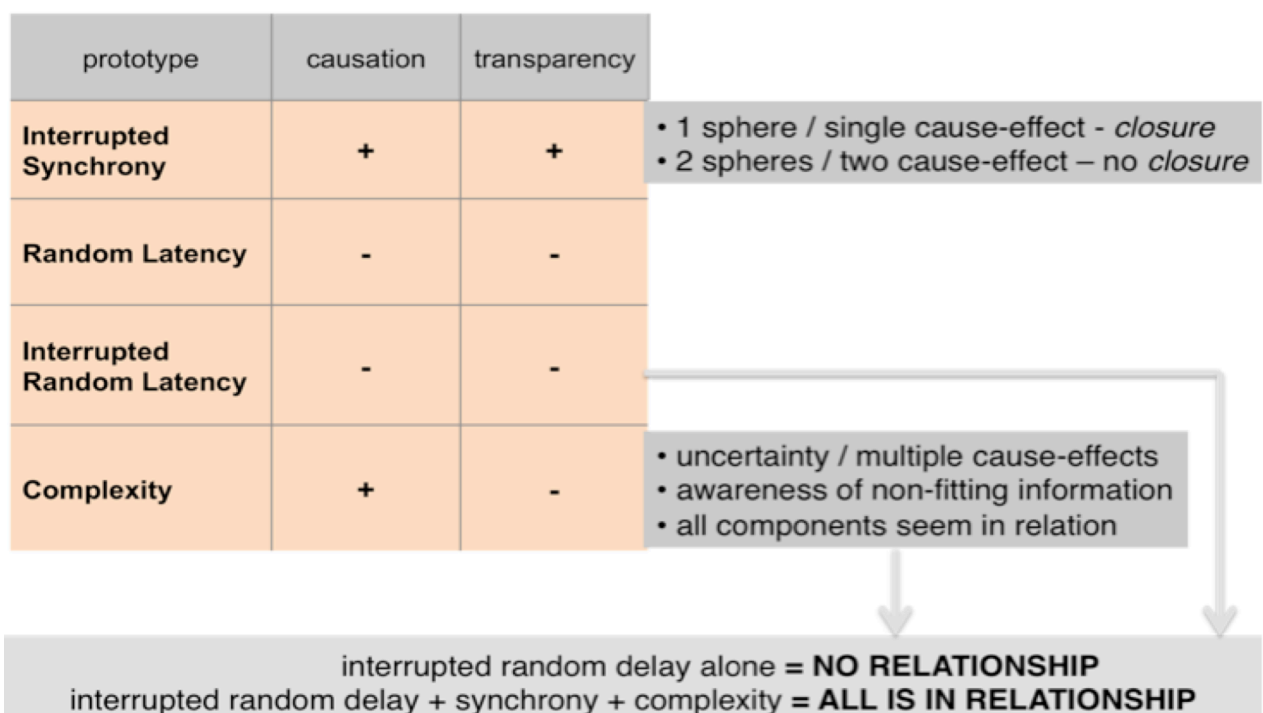 prototype causation transparency
Interrupted
Synchrony + +
• 1 sphere / single cause-effect - closure
• 2 spheres / two cause-effect – no closure
Random Latency - -
Interrupted
Random Latency - -
Complexity + -
• uncertainty / multiple cause-effects
• awareness of non-fitting information
• all components seem in relation
interrupted random delay alone = NO RELATIONSHIP
interrupted random delay + synchrony + complexity = ALL IS IN RELATIONSHIP